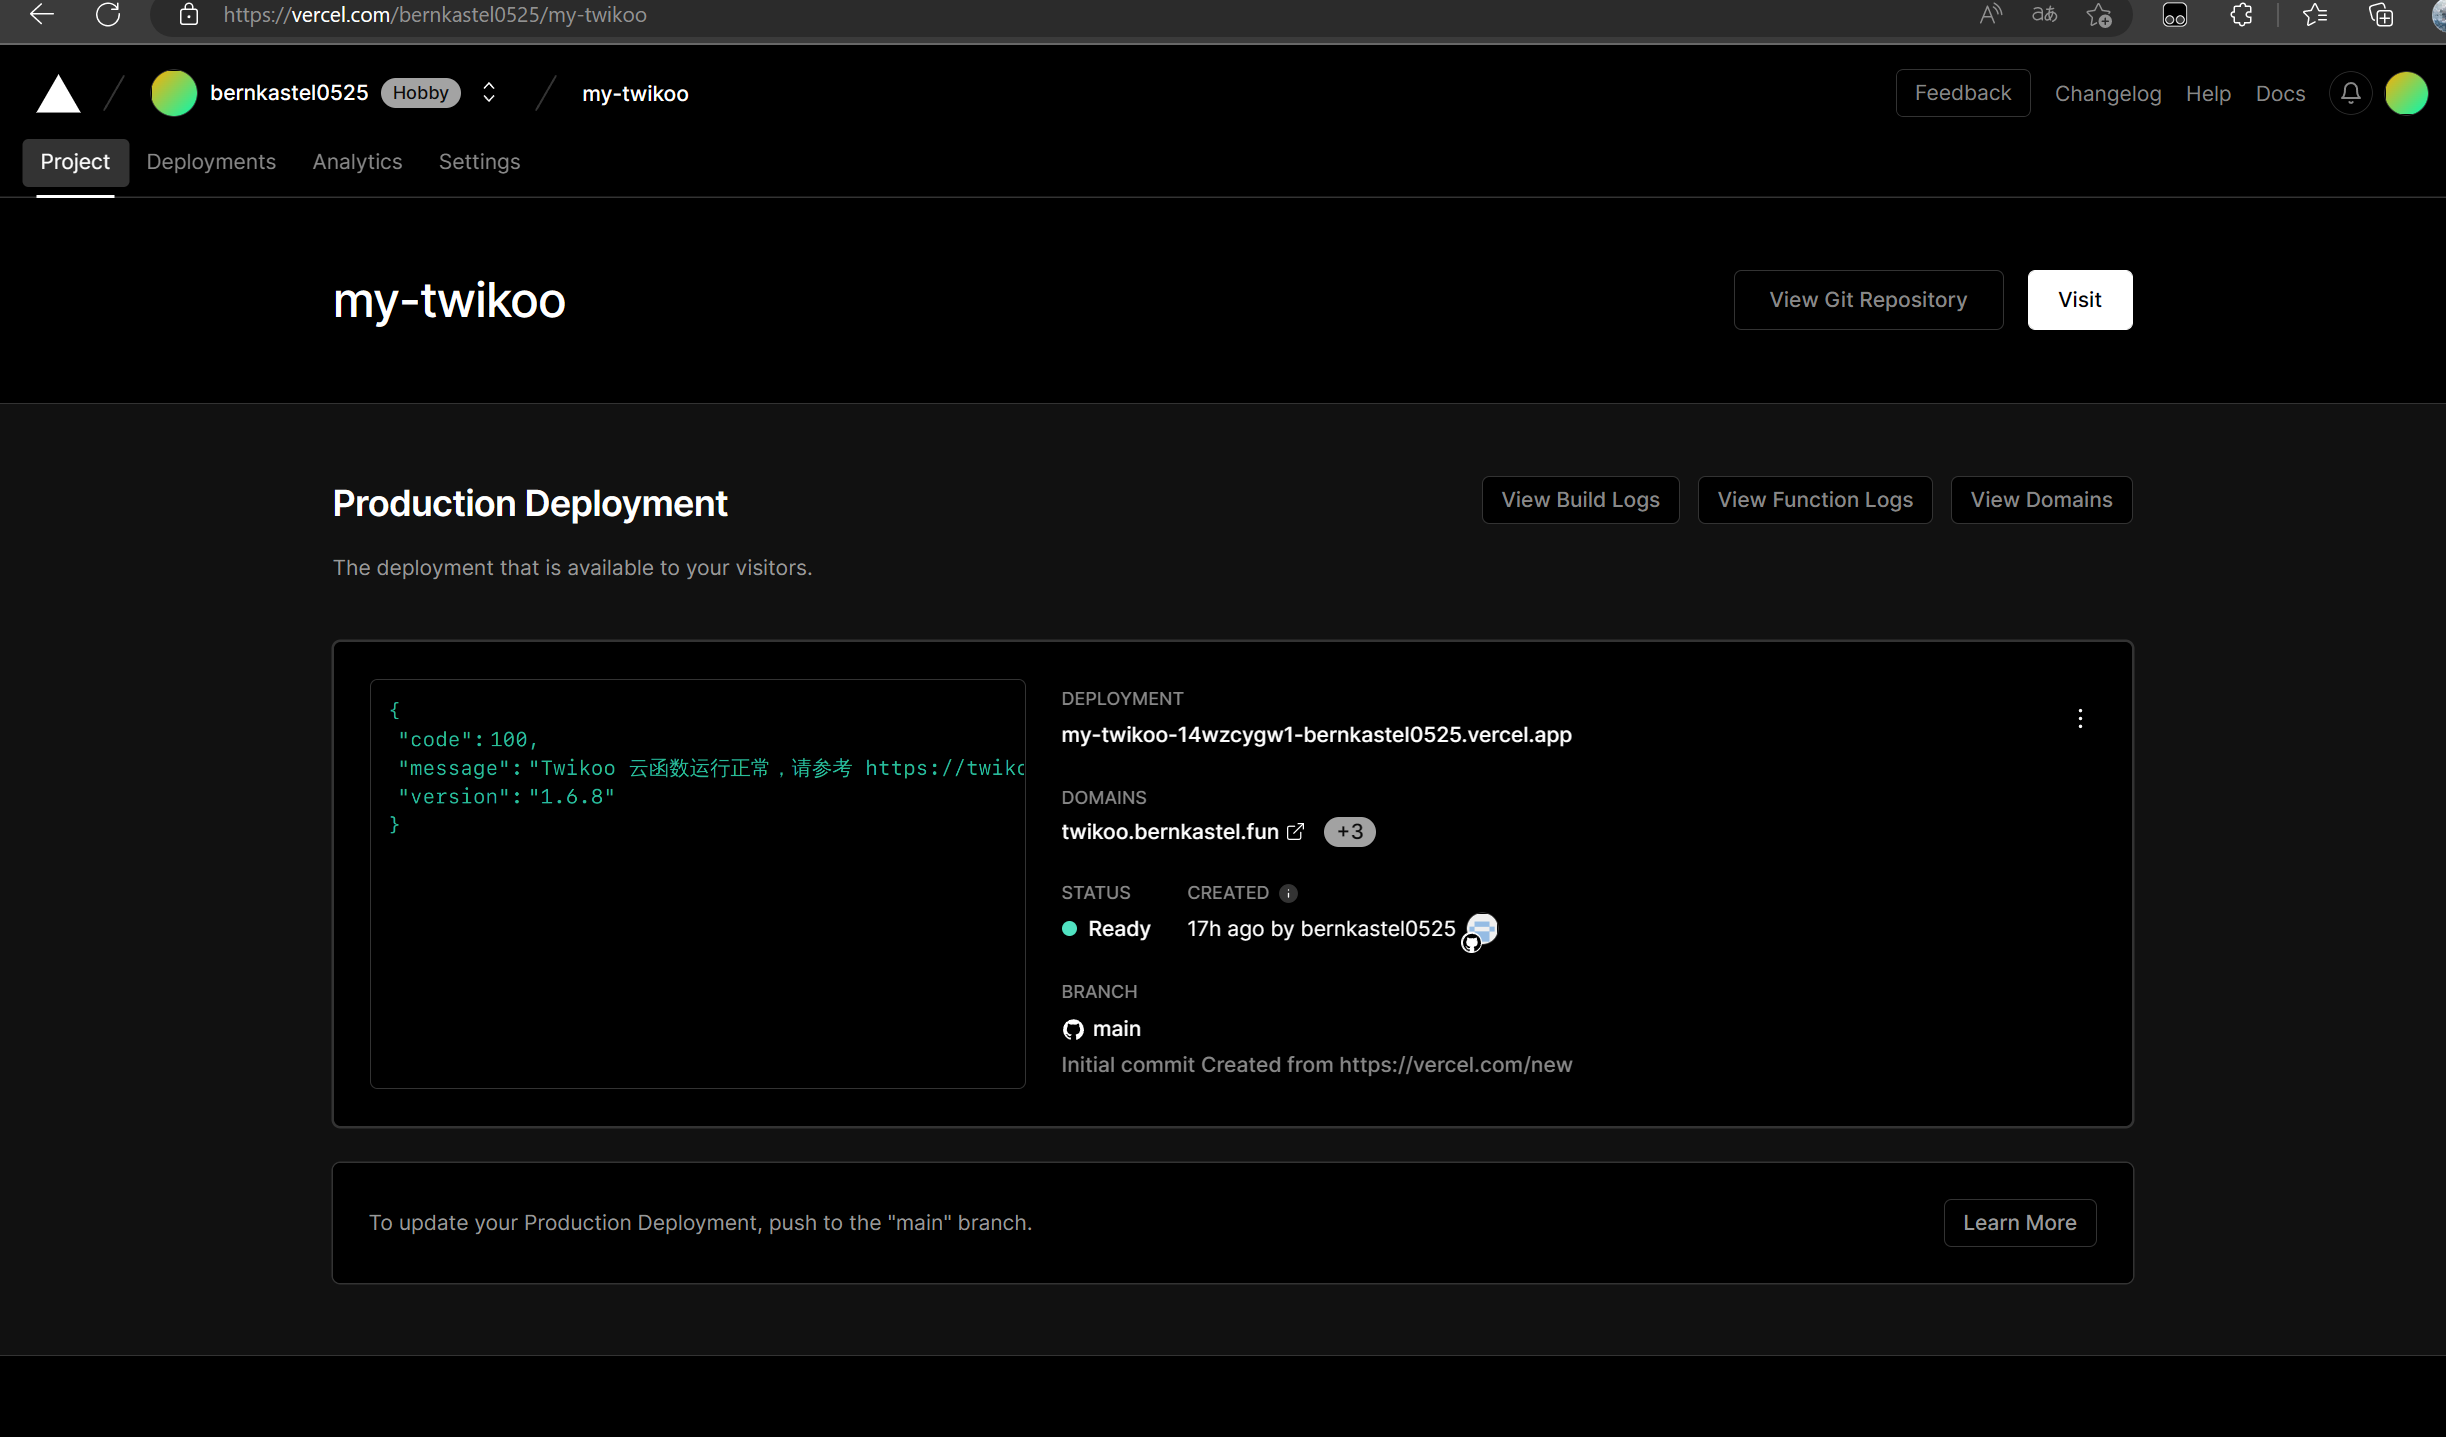 https://vercel.com/bernkastel0525/my-twikoo
bernkastel0525 Hobby my-twikoo
Feedback Changelog Help Docs
Project Deployments Analytics Settings
my-twikoo
View Git Repository Visit
Production Deployment
View Build Logs View Function Logs View Domains
The deployment that is available to your visitors.
{
"code": 100,
"message": "Twikoo 云函数运行正常，请参考 https://twiko
"version": "1.6.8"
}
DEPLOYMENT
my-twikoo-14wzcygw1-bernkastel0525.vercel.app
DOMAINS
twikoo.bernkastel.fun +3
STATUS CREATED
Ready 17h ago by bernkastel0525
BRANCH
main
Initial commit Created from https://vercel.com/new
To update your Production Deployment, push to the "main" branch.
Learn More